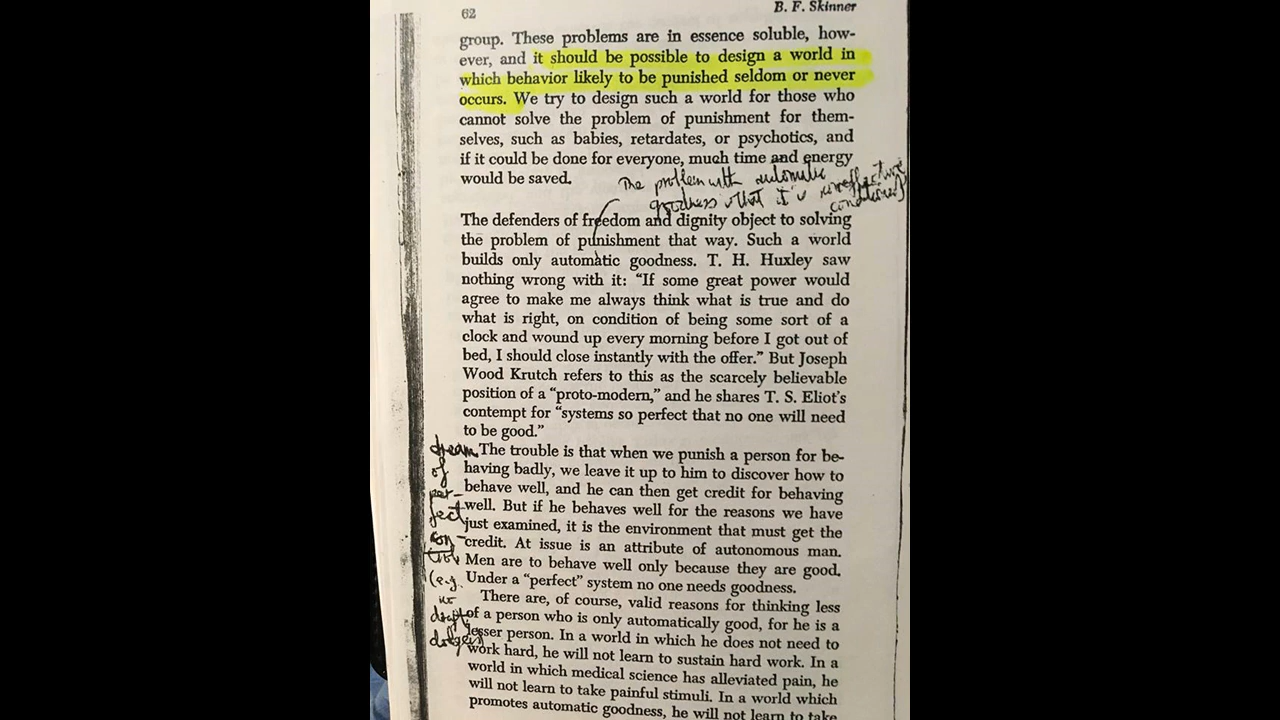 62
B. F. Skinner
group. These problems are in essence soluble, how-
ever, and it should be possible to design a world in
which behavior likely to be punished seldom or never
occurs. We try to design such a world for those who
cannot solve the problem of punishment for them-
selves, such as babies, retardates, or psychotics, and
if it could be done for everyone, much time and energy
would be saved.
The problem with automatic
goodness is that it is
conditioned)
The defenders of freedom and dignity object to solving
the problem of punishment that way. Such a world
builds only automatic goodness. T. H. Huxley saw
nothing wrong with it: “If some great power would
agree to make me always think what is true and do
what is right, on condition of being some sort of a
clock and wound up every morning before I got out of
bed, I should close instantly with the offer.” But Joseph
Wood Krutch refers to this as the scarcely believable
position of a “proto-modern,” and he shares T. S. Eliot’s
contempt for “systems so perfect that no one will need
to be good.”
The trouble is that when we punish a person for be-
having badly, we leave it up to him to discover how to
behave well, and he can then get credit for behaving
well. But if he behaves well for the reasons we have
just examined, it is the environment that must get the
credit. At issue is an attribute of autonomous man.
Men are to behave well only because they are good.
Under a “perfect” system no one needs goodness.
There are, of course, valid reasons for thinking less
of a person who is only automatically good, for he is a
lesser person. In a world in which he does not need to
work hard, he will not learn to sustain hard work. In a
world in which medical science has alleviated pain, he
will not learn to take painful stimuli. In a world which
promotes automatic goodness, he will not learn to take
dream
of
per-
fect
con-
trol
(e.g.
no
draft
dodgers)